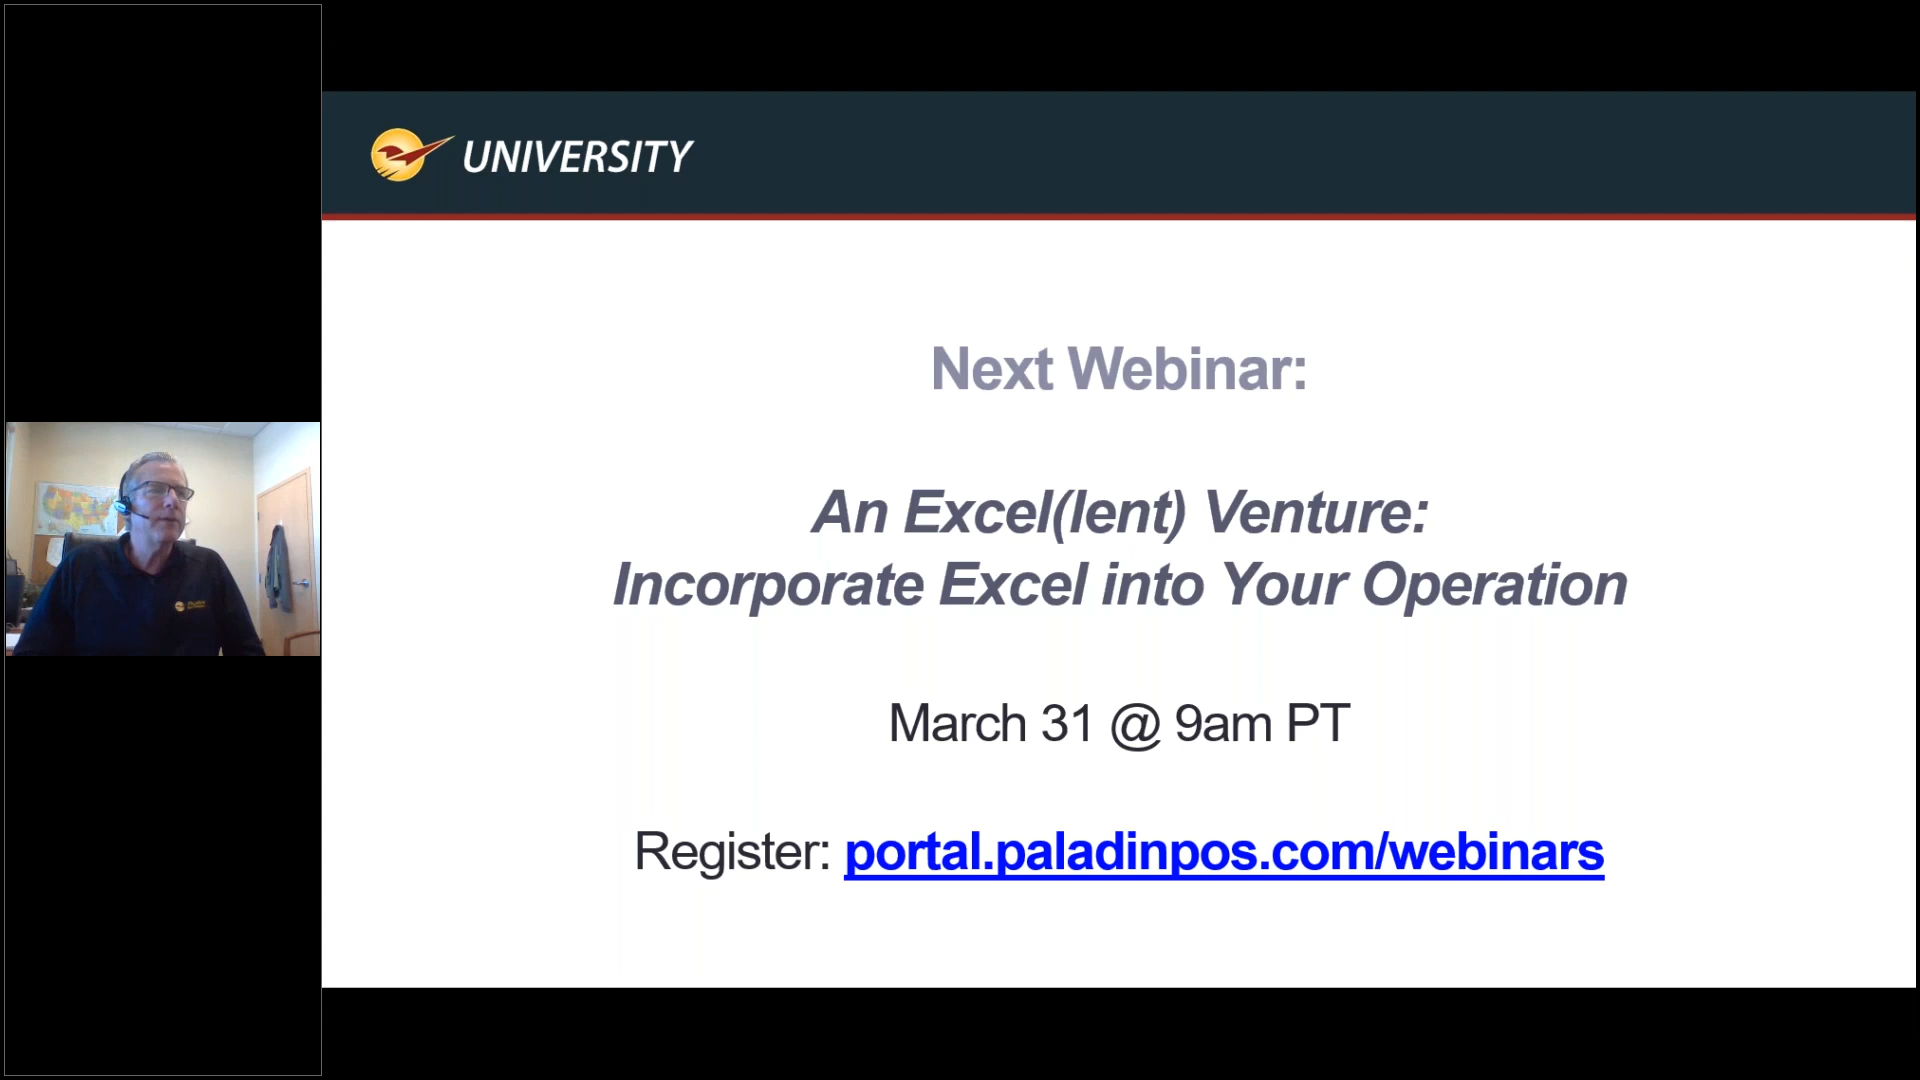 UNIVERSITY
Next Webinar:
An Excel(lent) Venture:
Incorporate Excel into Your Operation
March 31 @ 9am PT
Register: portal.paladinpos.com/webinars